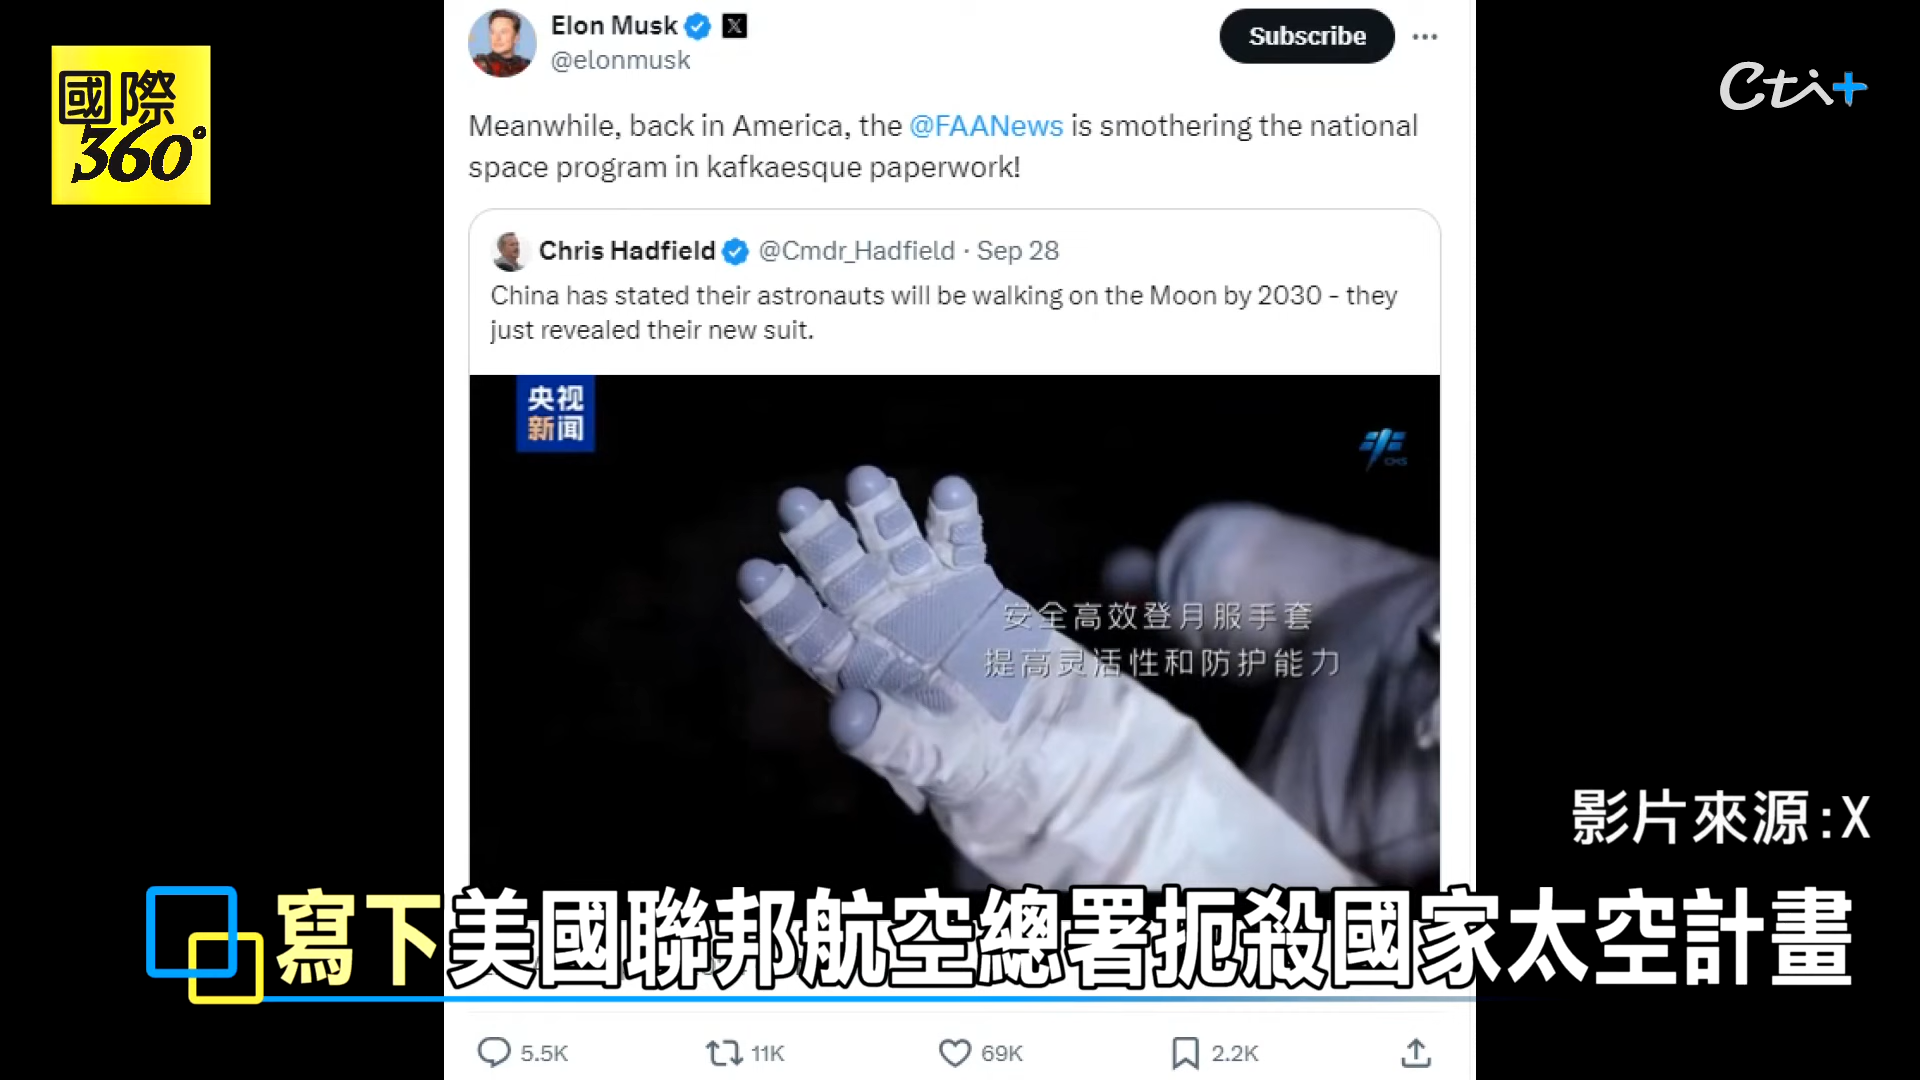 國際
360°
Elon Musk
@elonmusk
Subscribe
Cti+
Meanwhile, back in America, the @FAANews is smothering the national
space program in kafkaesque paperwork!
Chris Hadfield @Cmdr_Hadfield · Sep 28
China has stated their astronauts will be walking on the Moon by 2030 - they
just revealed their new suit.
央视
新闻
CMS
安全高效登月服手套
提高灵活性和防护能力
影片來源:X
寫下美國聯邦航空總署扼殺國家太空計畫
5.5K
11K
69K
2.2K